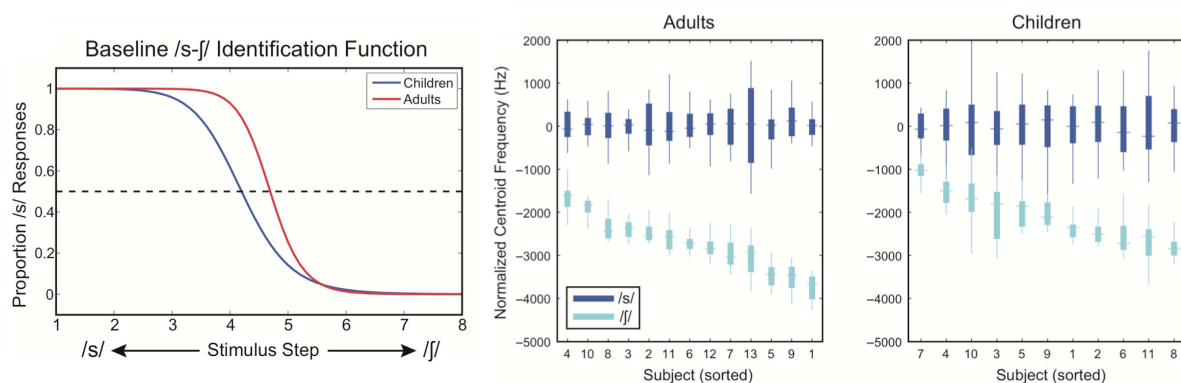 Baseline /s-ʃ/ Identification Function
Proportion /s/ Responses
1
0.8
0.6
0.4
0.2
0
Children
Adults
1 2 3 4 5 6 7 8
/s/ Stimulus Step /ʃ/
Adults
Normalized Centroid Frequency (Hz)
2000
1000
0
−1000
−2000
−3000
−4000
−5000
/s/
/ʃ/
4 10 8 3 2 11 6 12 7 13 5 9 1
Subject (sorted)
Children
2000
1000
0
−1000
−2000
−3000
−4000
−5000
7 4 10 3 5 9 1 2 6 11 8
Subject (sorted)